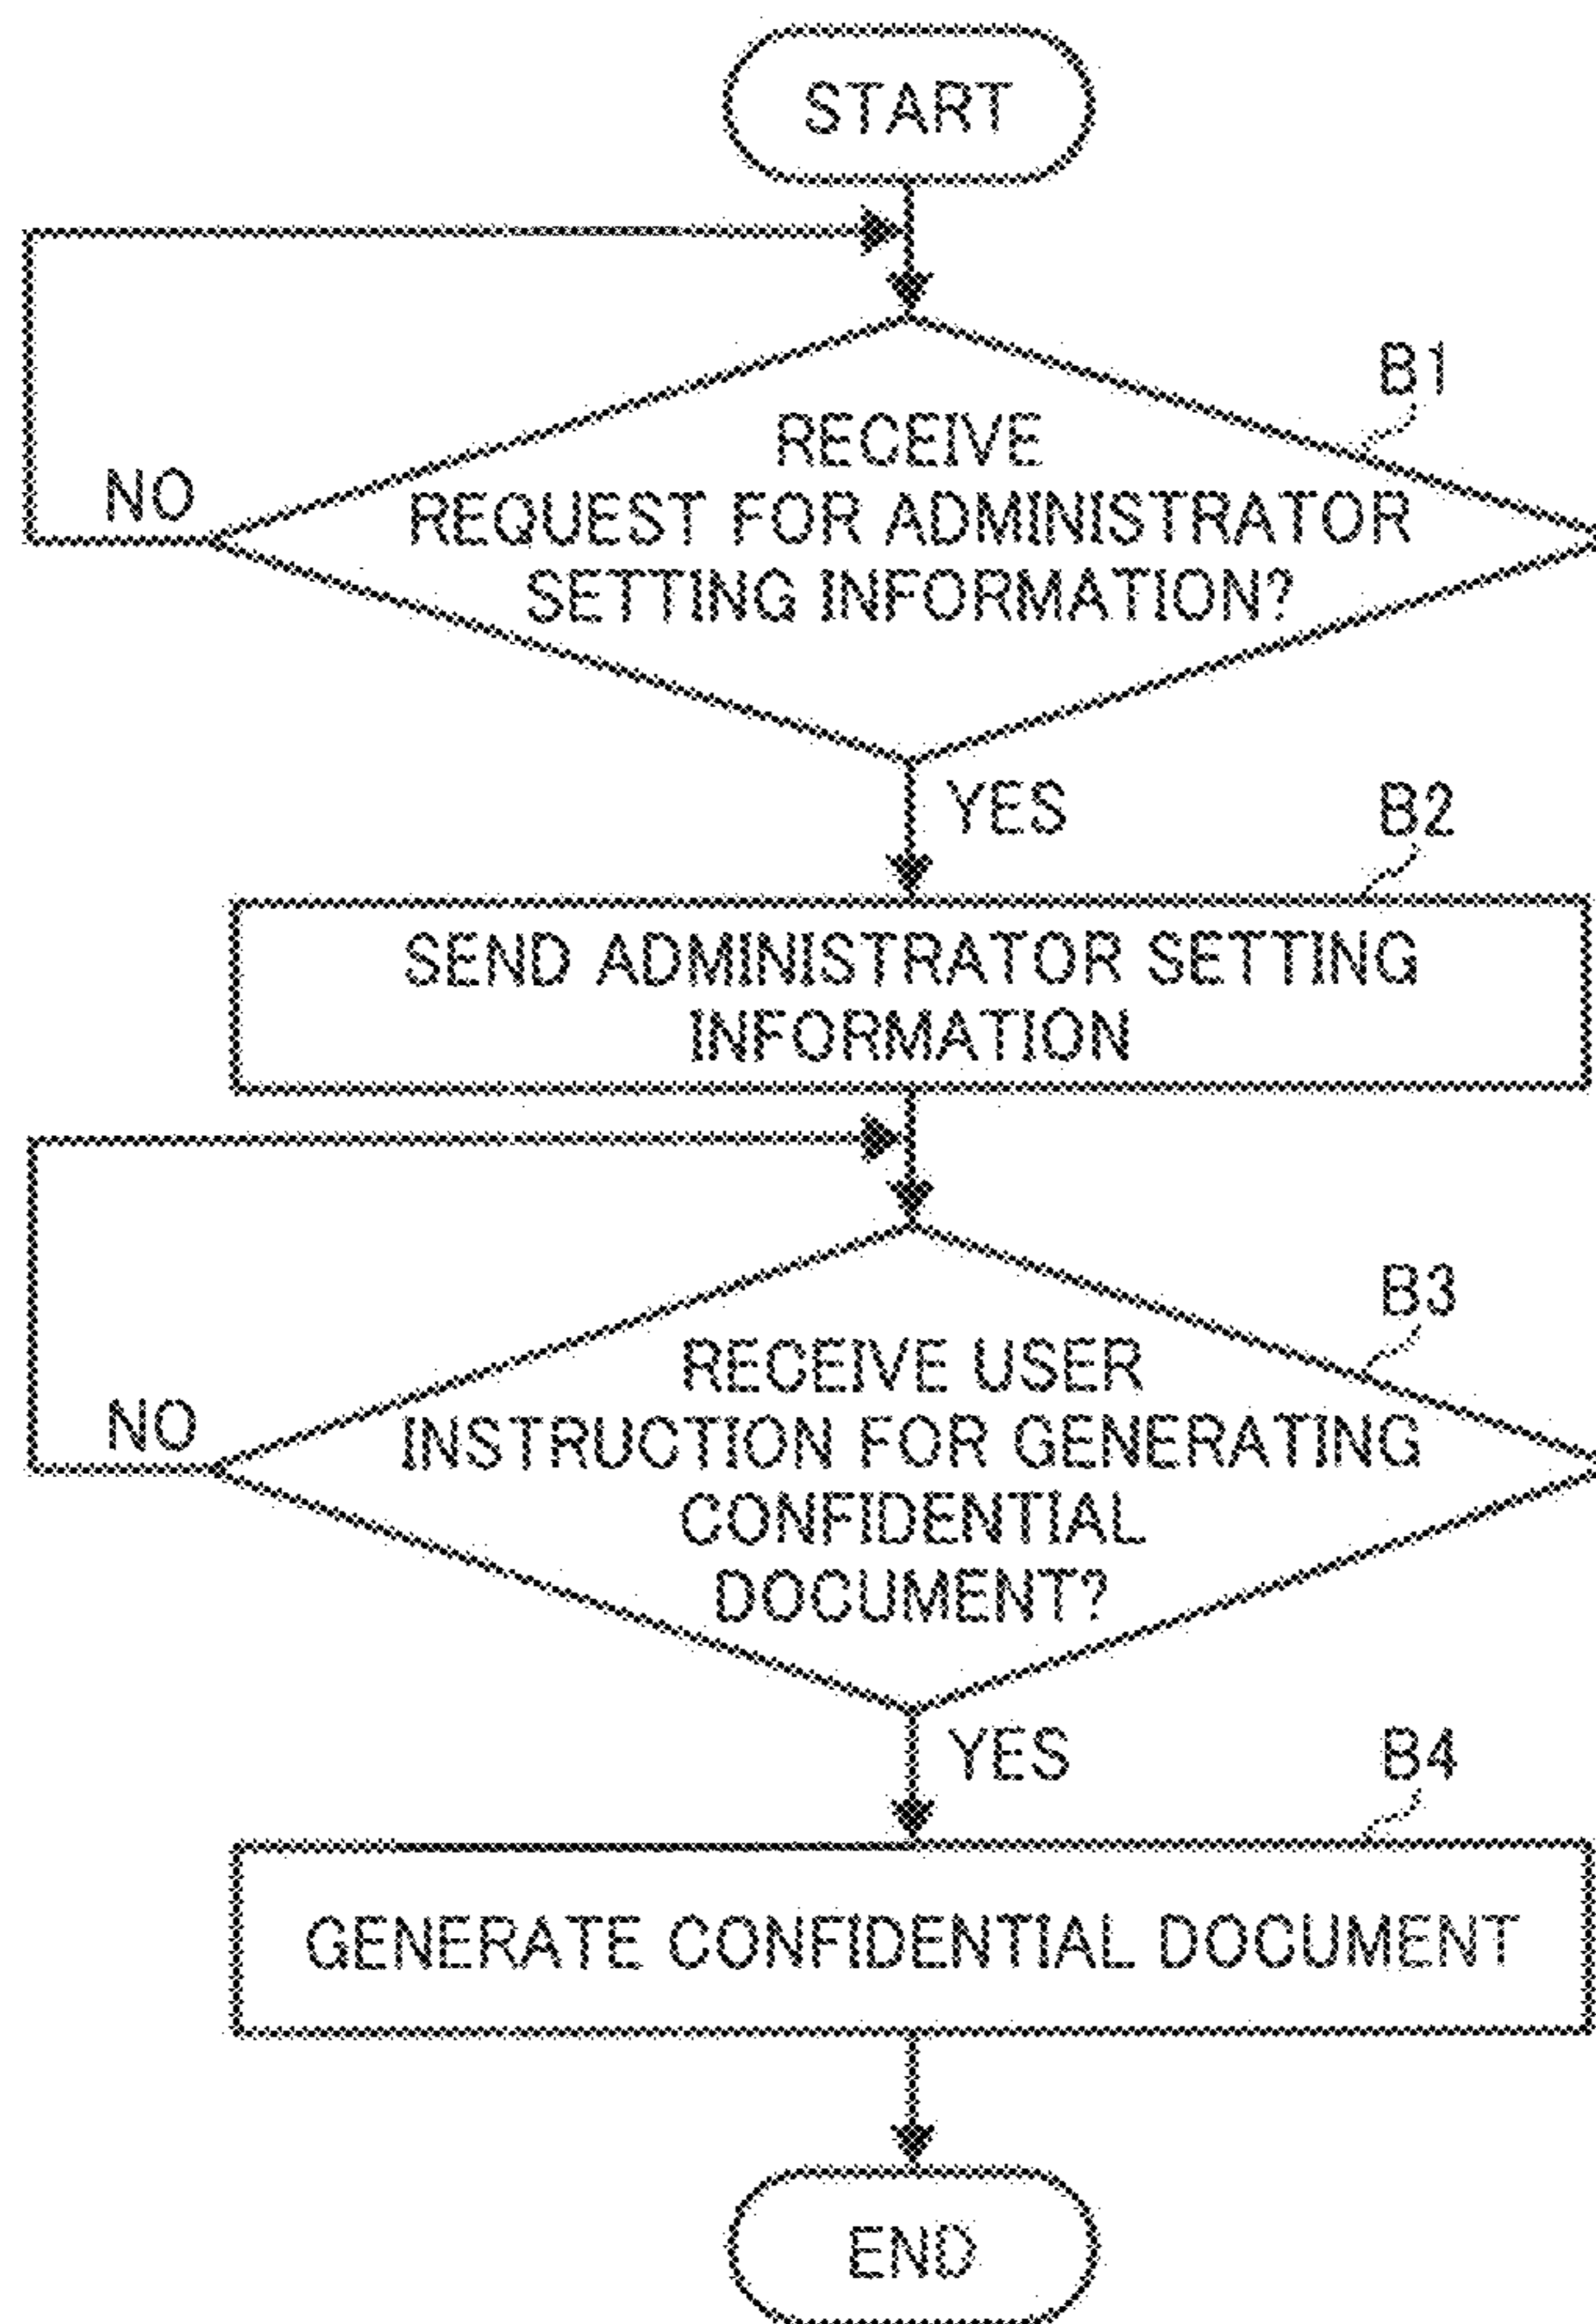 START
B1
RECEIVE
NO
REQUEST FOR ADMINISTRATOR
SETTING INFORMATION?
YES
B2
SEND ADMINISTRATOR SETTING
INFORMATION
B3
RECEIVE USER
NO
INSTRUCTION FOR GENERATING
CONFIDENTIAL
DOCUMENT?
YES
B4
GENERATE CONFIDENTIAL DOCUMENT
END